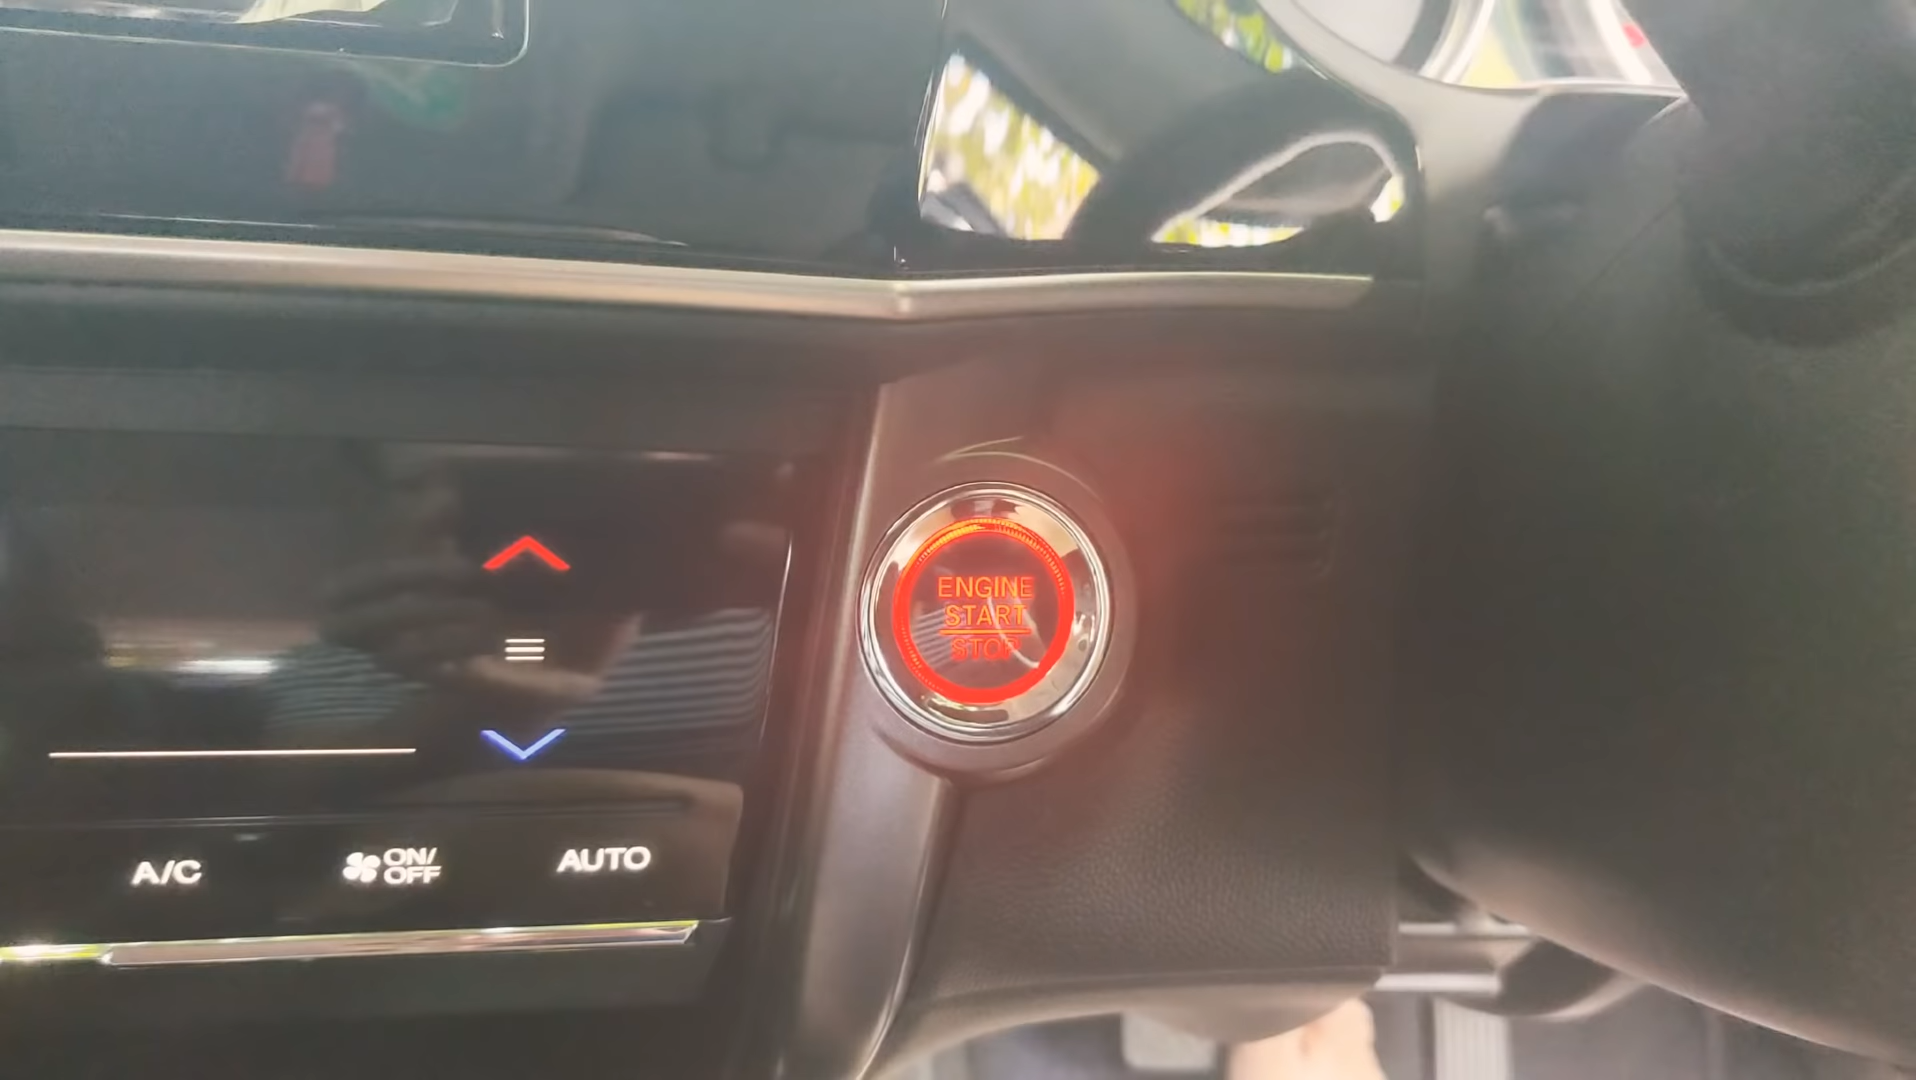 ENGINE
START
STOP
A/C
ON/
OFF
AUTO